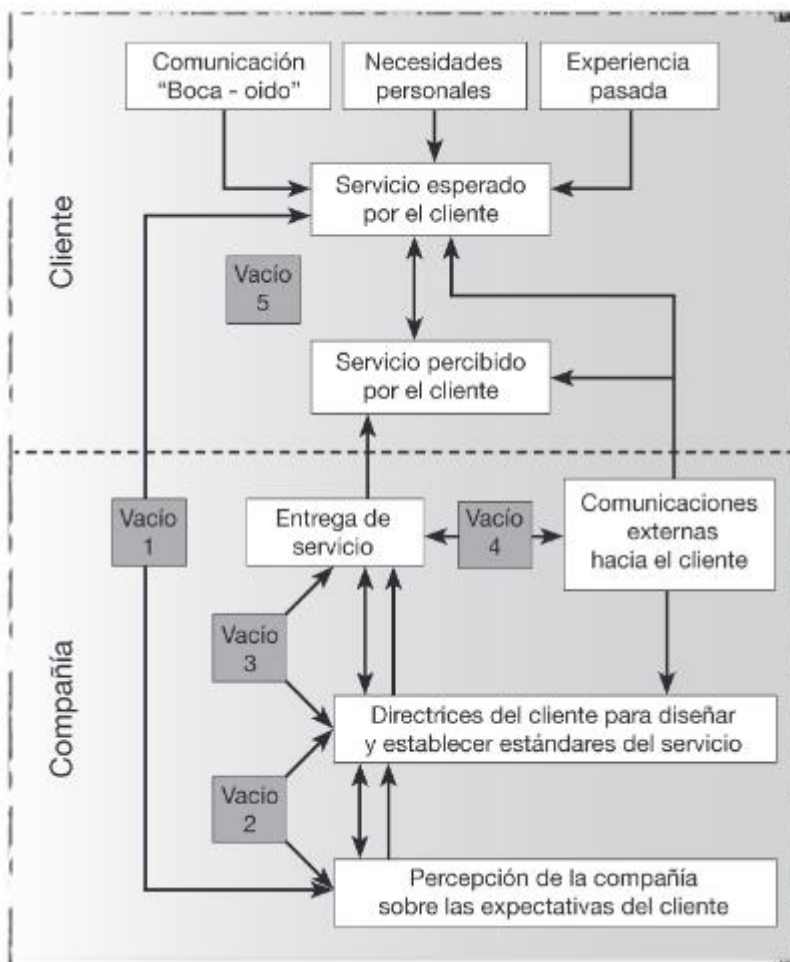 Comunicación
"Boca - oido"
Necesidades
personales
Experiencia
pasada
Servicio esperado
por el cliente
Cliente
Vacío
5
Servicio percibido
por el cliente
Vacío
1
Entrega de
servicio
Vacío
4
Comunicaciones
externas
hacia el cliente
Vacío
3
Compañía
Directrices del cliente para diseñar
y establecer estándares del servicio
Vacío
2
Percepción de la compañía
sobre las expectativas del cliente